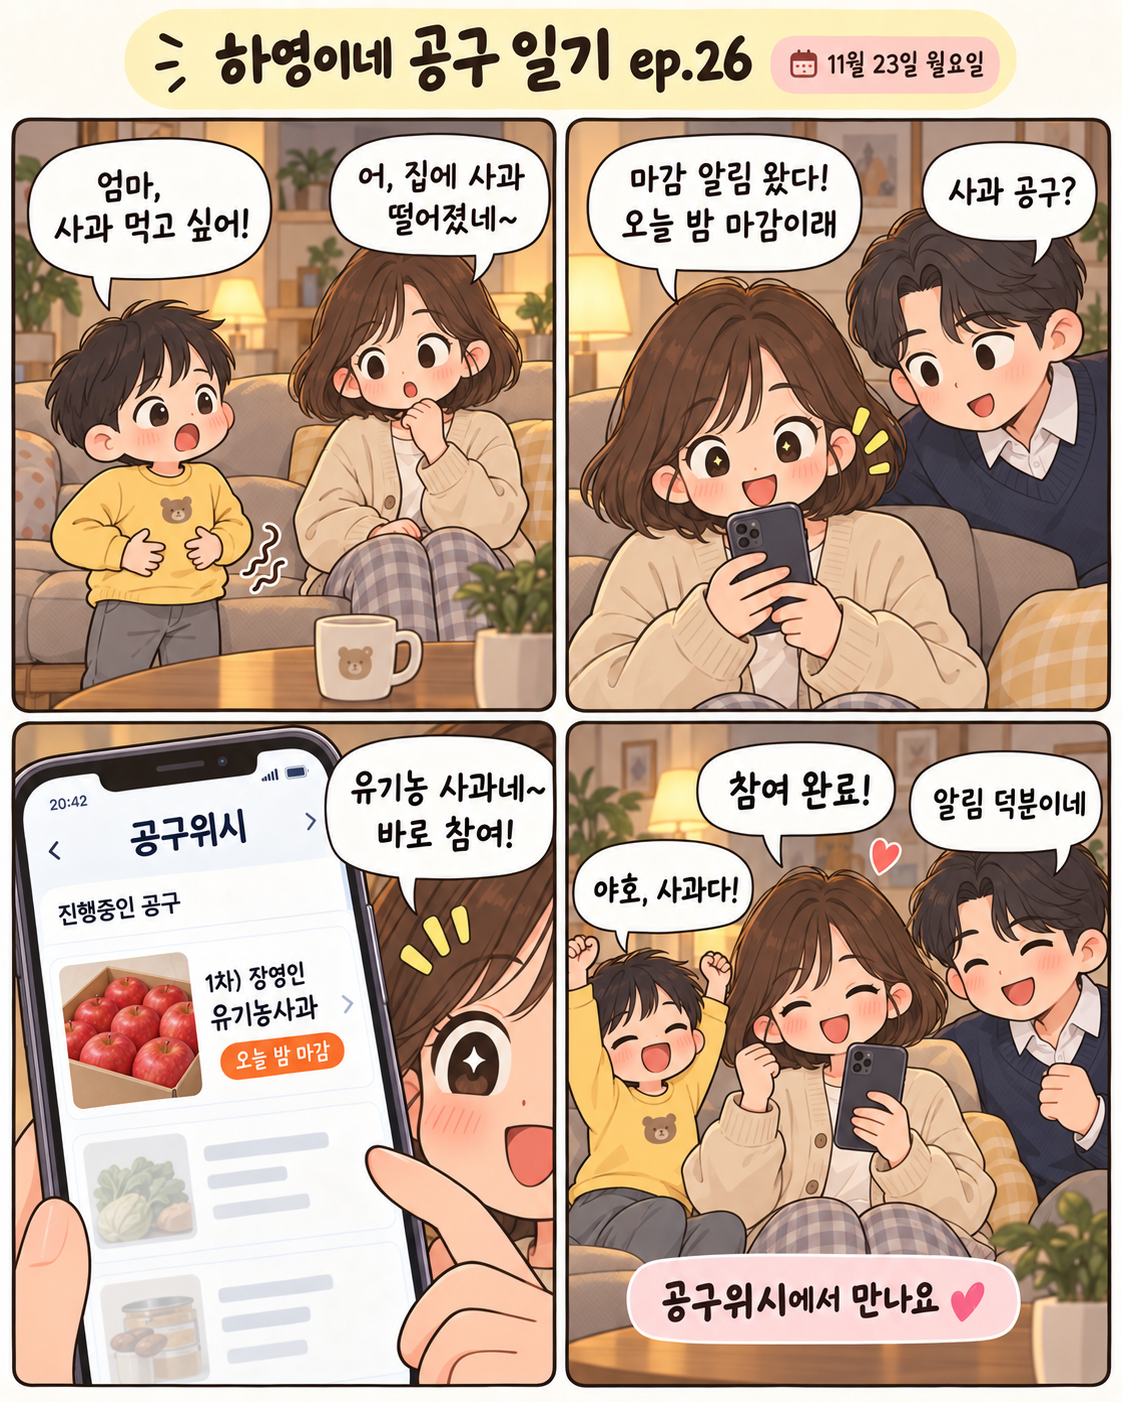 하영이네 공구 일기 ep.26
11월 23일 월요일
엄마,
사과 먹고 싶어!
어, 집에 사과
떨어졌네~
마감 알림 왔다!
오늘 밤 마감이래
사과 공구?
20:42
공구위시
진행중인 공구
1차) 장영인
유기농사과
오늘 밤 마감
유기농 사과네~
바로 참여!
참여 완료!
알림 덕분이네
야호, 사과다!
공구위시에서 만나요